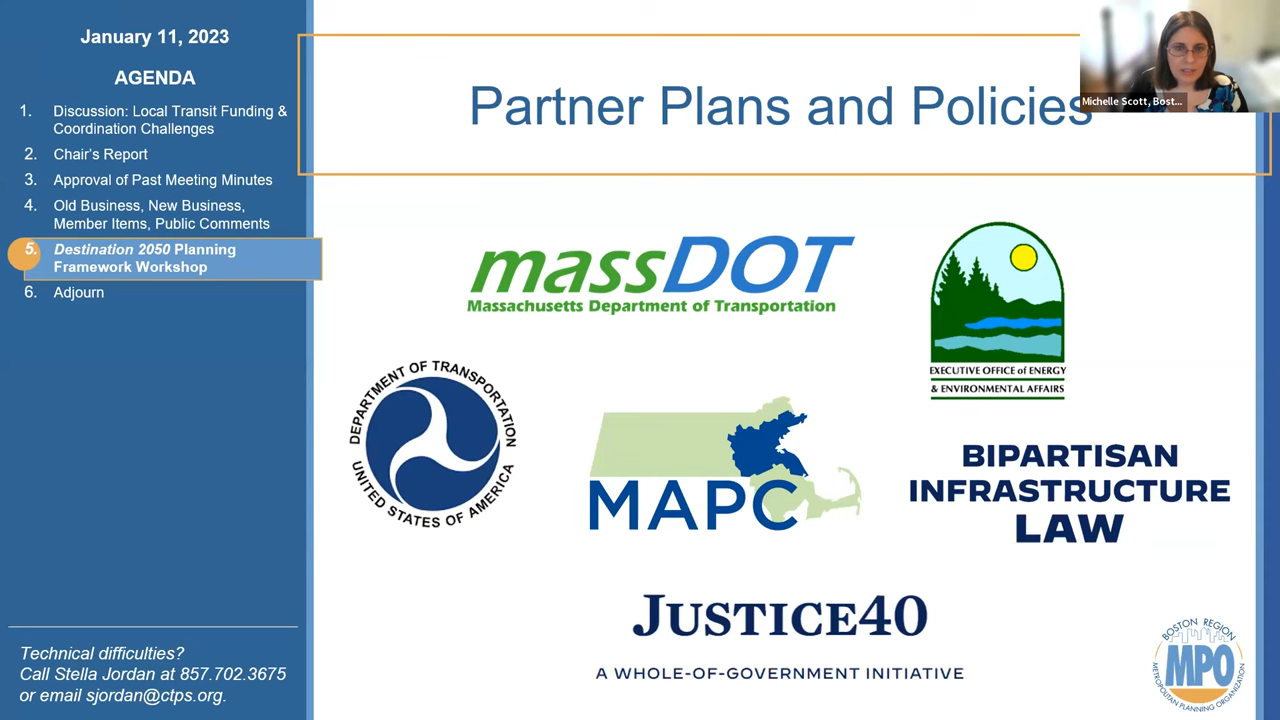 January 11, 2023
AGENDA
1. Discussion: Local Transit Funding &
Coordination Challenges
2. Chair's Report
3. Approval of Past Meeting Minutes
4. Old Business, New Business,
Member Items, Public Comments
5. Destination 2050 Planning
Framework Workshop
6. Adjourn
Technical difficulties?
Call Stella Jordan at 857.702.3675
or email sjordan@ctps.org.
Partner Plans and Policies
Michelle Scott, Bost...
massDOT
Massachusetts Department of Transportation
EXECUTIVE OFFICE of ENERGY
& ENVIRONMENTAL AFFAIRS
DEPARTMENT OF TRANSPORTATION
UNITED STATES OF AMERICA
MAPC
BIPARTISAN
INFRASTRUCTURE
LAW
JUSTICE40
A WHOLE-OF-GOVERNMENT INITIATIVE
BOSTON REGION
MPO
METROPOLITAN PLANNING ORGANIZATION